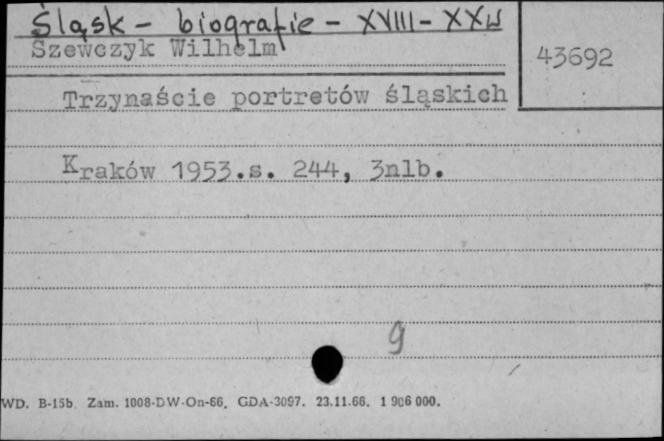 Śląsk - biografie - XVIII - XX w
Szewczyk Wilhelm
43692
Trzynaście portretów śląskich
Kraków 1953.s. 244, 3nlb.
9
WD. B-15b. Zam. 1008-DW-On-66. GDA-3097. 23.11.66. 1 906 000.